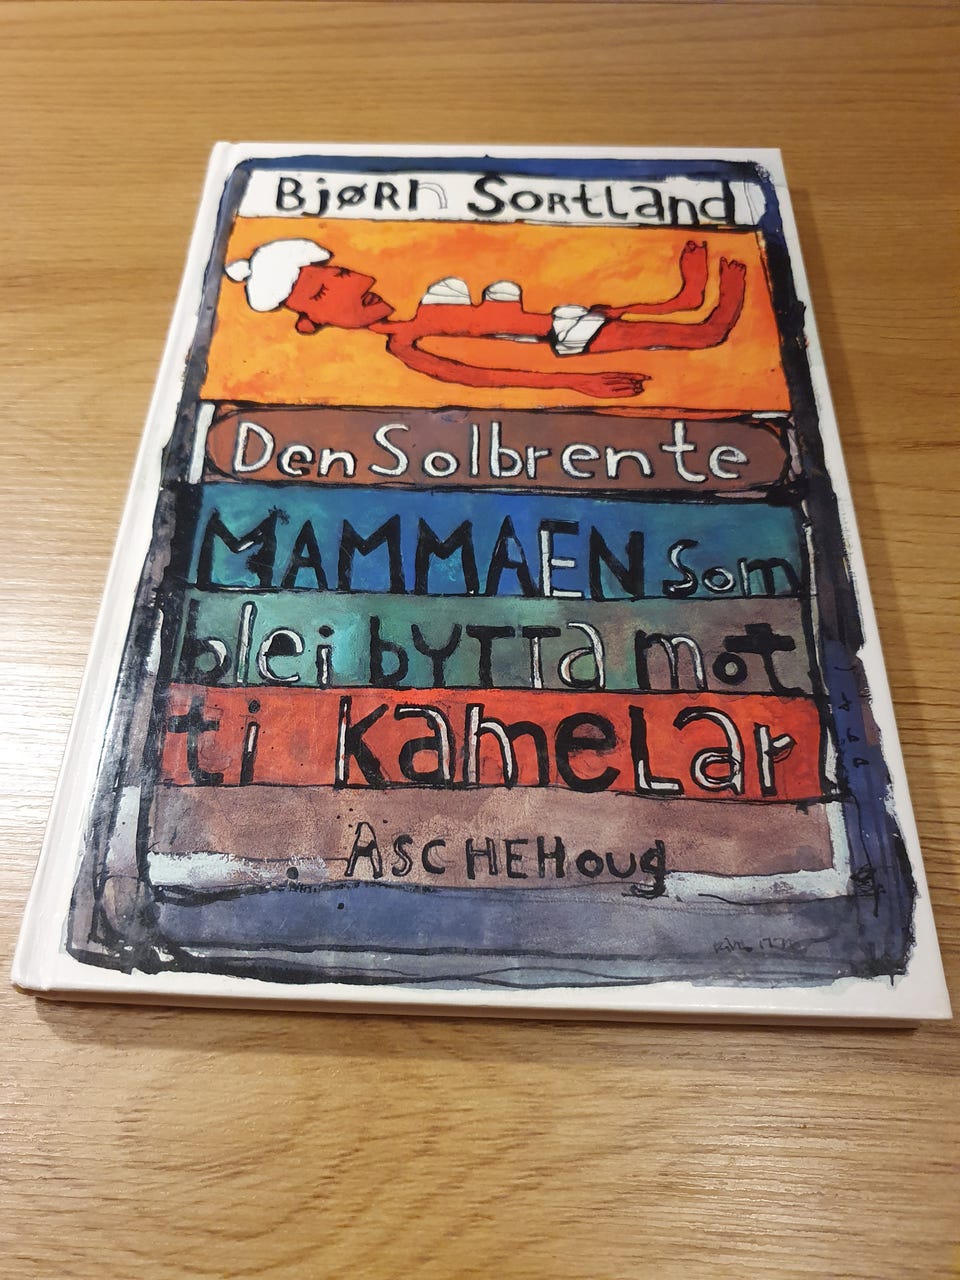 BJØRN SORTLAND
Den Solbrente
MAMMAEN som
blei bytta mot
ti kameLar
ASCHEHoug